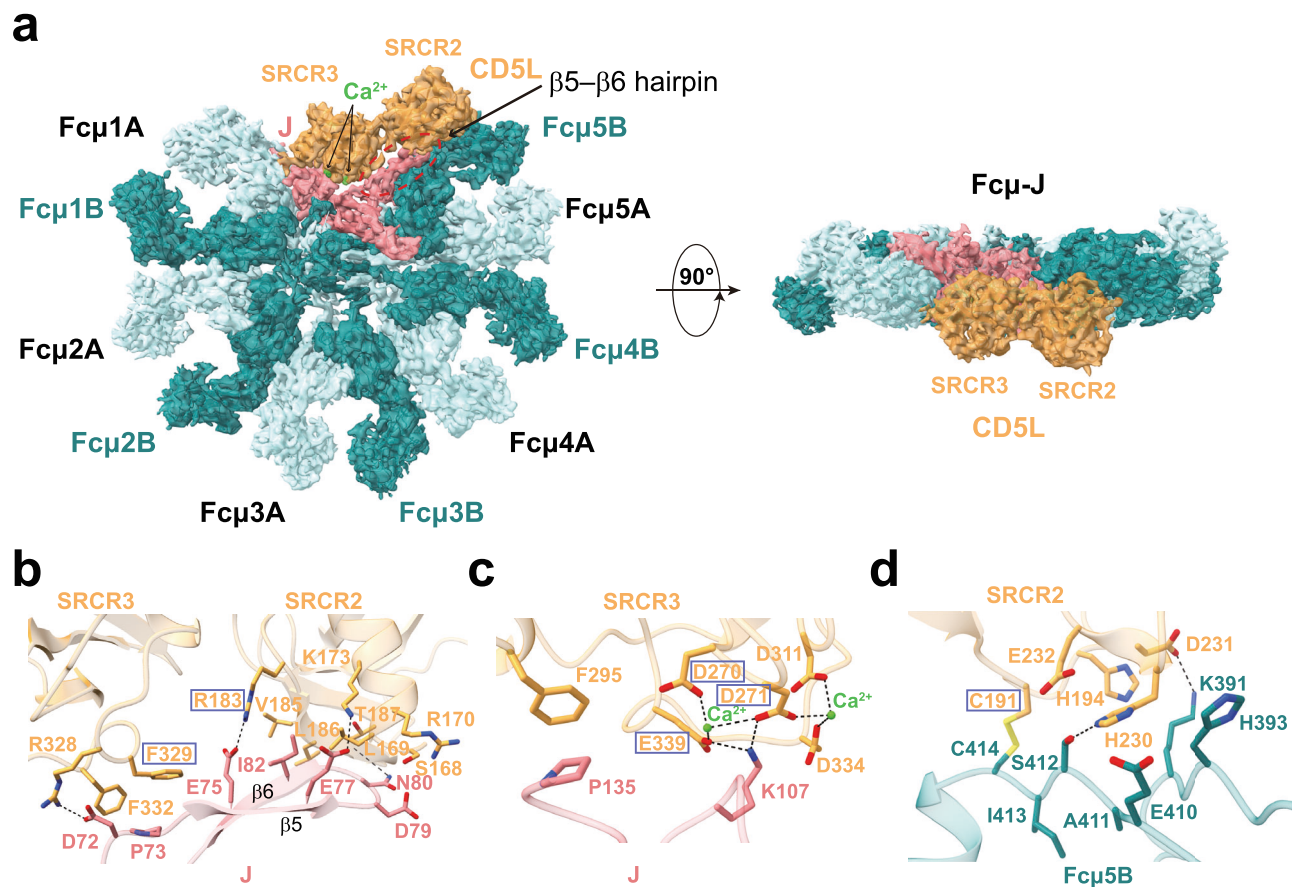 a
SRCR2
SRCR3
CD5L
Ca²⁺
β5–β6 hairpin
J
Fcμ1A
Fcμ5B
Fcμ1B
Fcμ5A
Fcμ2A
Fcμ4B
Fcμ2B
Fcμ4A
Fcμ3A
Fcμ3B
90°
Fcμ-J
SRCR3
SRCR2
CD5L
b
SRCR3
SRCR2
K173
R183
V185
T187
L186
R170
R328
F329
L169
S168
I82
E75
E77
N80
β6
F332
β5
D79
D72
P73
J
c
SRCR3
F295
D270
D311
D271
Ca²⁺
Ca²⁺
E339
D334
P135
K107
J
d
SRCR2
D231
E232
K391
C191
H194
H393
H230
C414
S412
I413
A411
E410
Fcμ5B